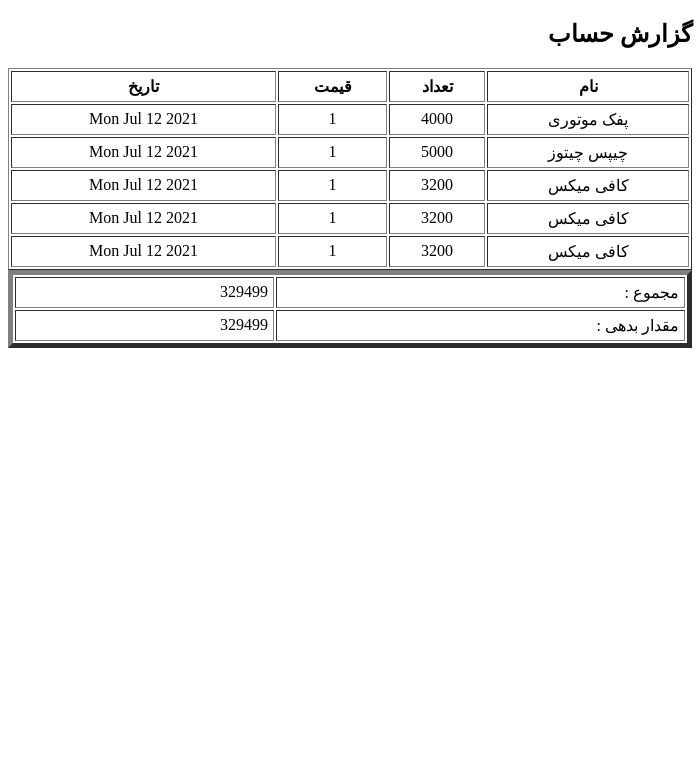 گزارش حساب
نام تعداد قیمت تاریخ
پفک موتوری 4000 1 Mon Jul 12 2021
چیپس چیتوز 5000 1 Mon Jul 12 2021
کافی میکس 3200 1 Mon Jul 12 2021
کافی میکس 3200 1 Mon Jul 12 2021
کافی میکس 3200 1 Mon Jul 12 2021
مجموع : 329499
مقدار بدهی : 329499